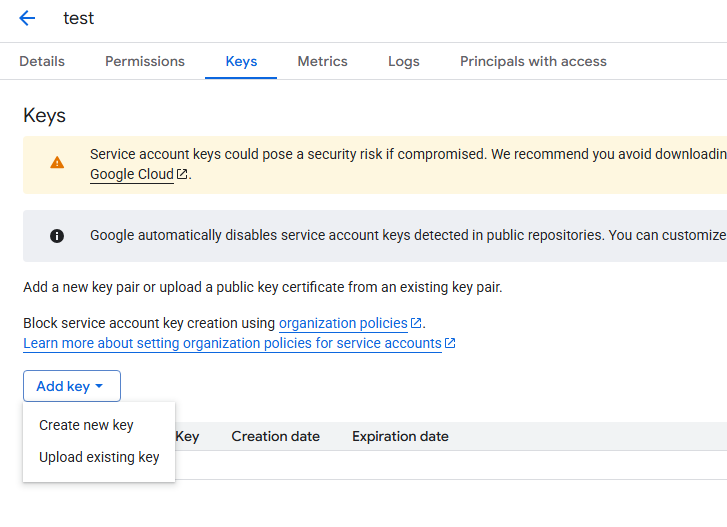 test
Details Permissions Keys Metrics Logs Principals with access
Keys
Service account keys could pose a security risk if compromised. We recommend you avoid
Google Cloud.
Google automatically disables service account keys detected in public repositories. You can customize
Add a new key pair or upload a public key certificate from an existing key pair.
Block service account key creation using organization policies.
Learn more about setting organization policies for service accounts
Add key
Create new key
Key Creation date Expiration date
Upload existing key